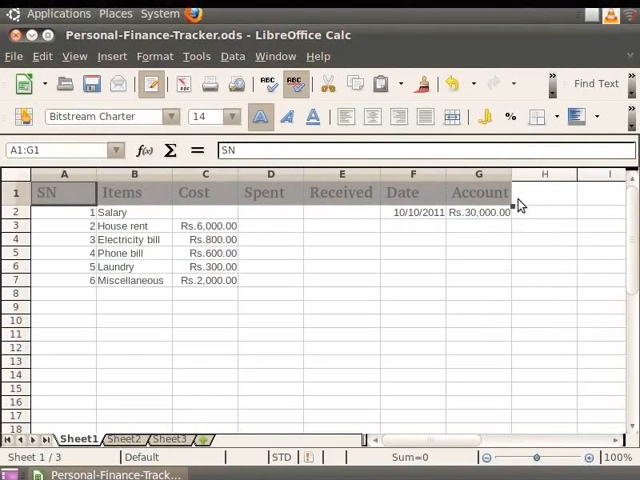 Applications Places System
Personal-Finance-Tracker.ods - LibreOffice Calc
File Edit View Insert Format Tools Data Window Help
Find Text
Bitstream Charter 14
A1:G1 SN
A B C D E F G H I
1 SN Items Cost Spent Received Date Account
2 1 Salary 10/10/2011 Rs.30,000.00
3 2 House rent Rs.6,000.00
4 3 Electricity bill Rs.800.00
5 4 Phone bill Rs.600.00
6 5 Laundry Rs.300.00
7 6 Miscellaneous Rs.2,000.00
8
9
10
11
12
13
14
15
16
17
18
Sheet1 Sheet2 Sheet3
Sheet 1 / 3 Default STD Sum=0 100%
Personal-Finance-Track...